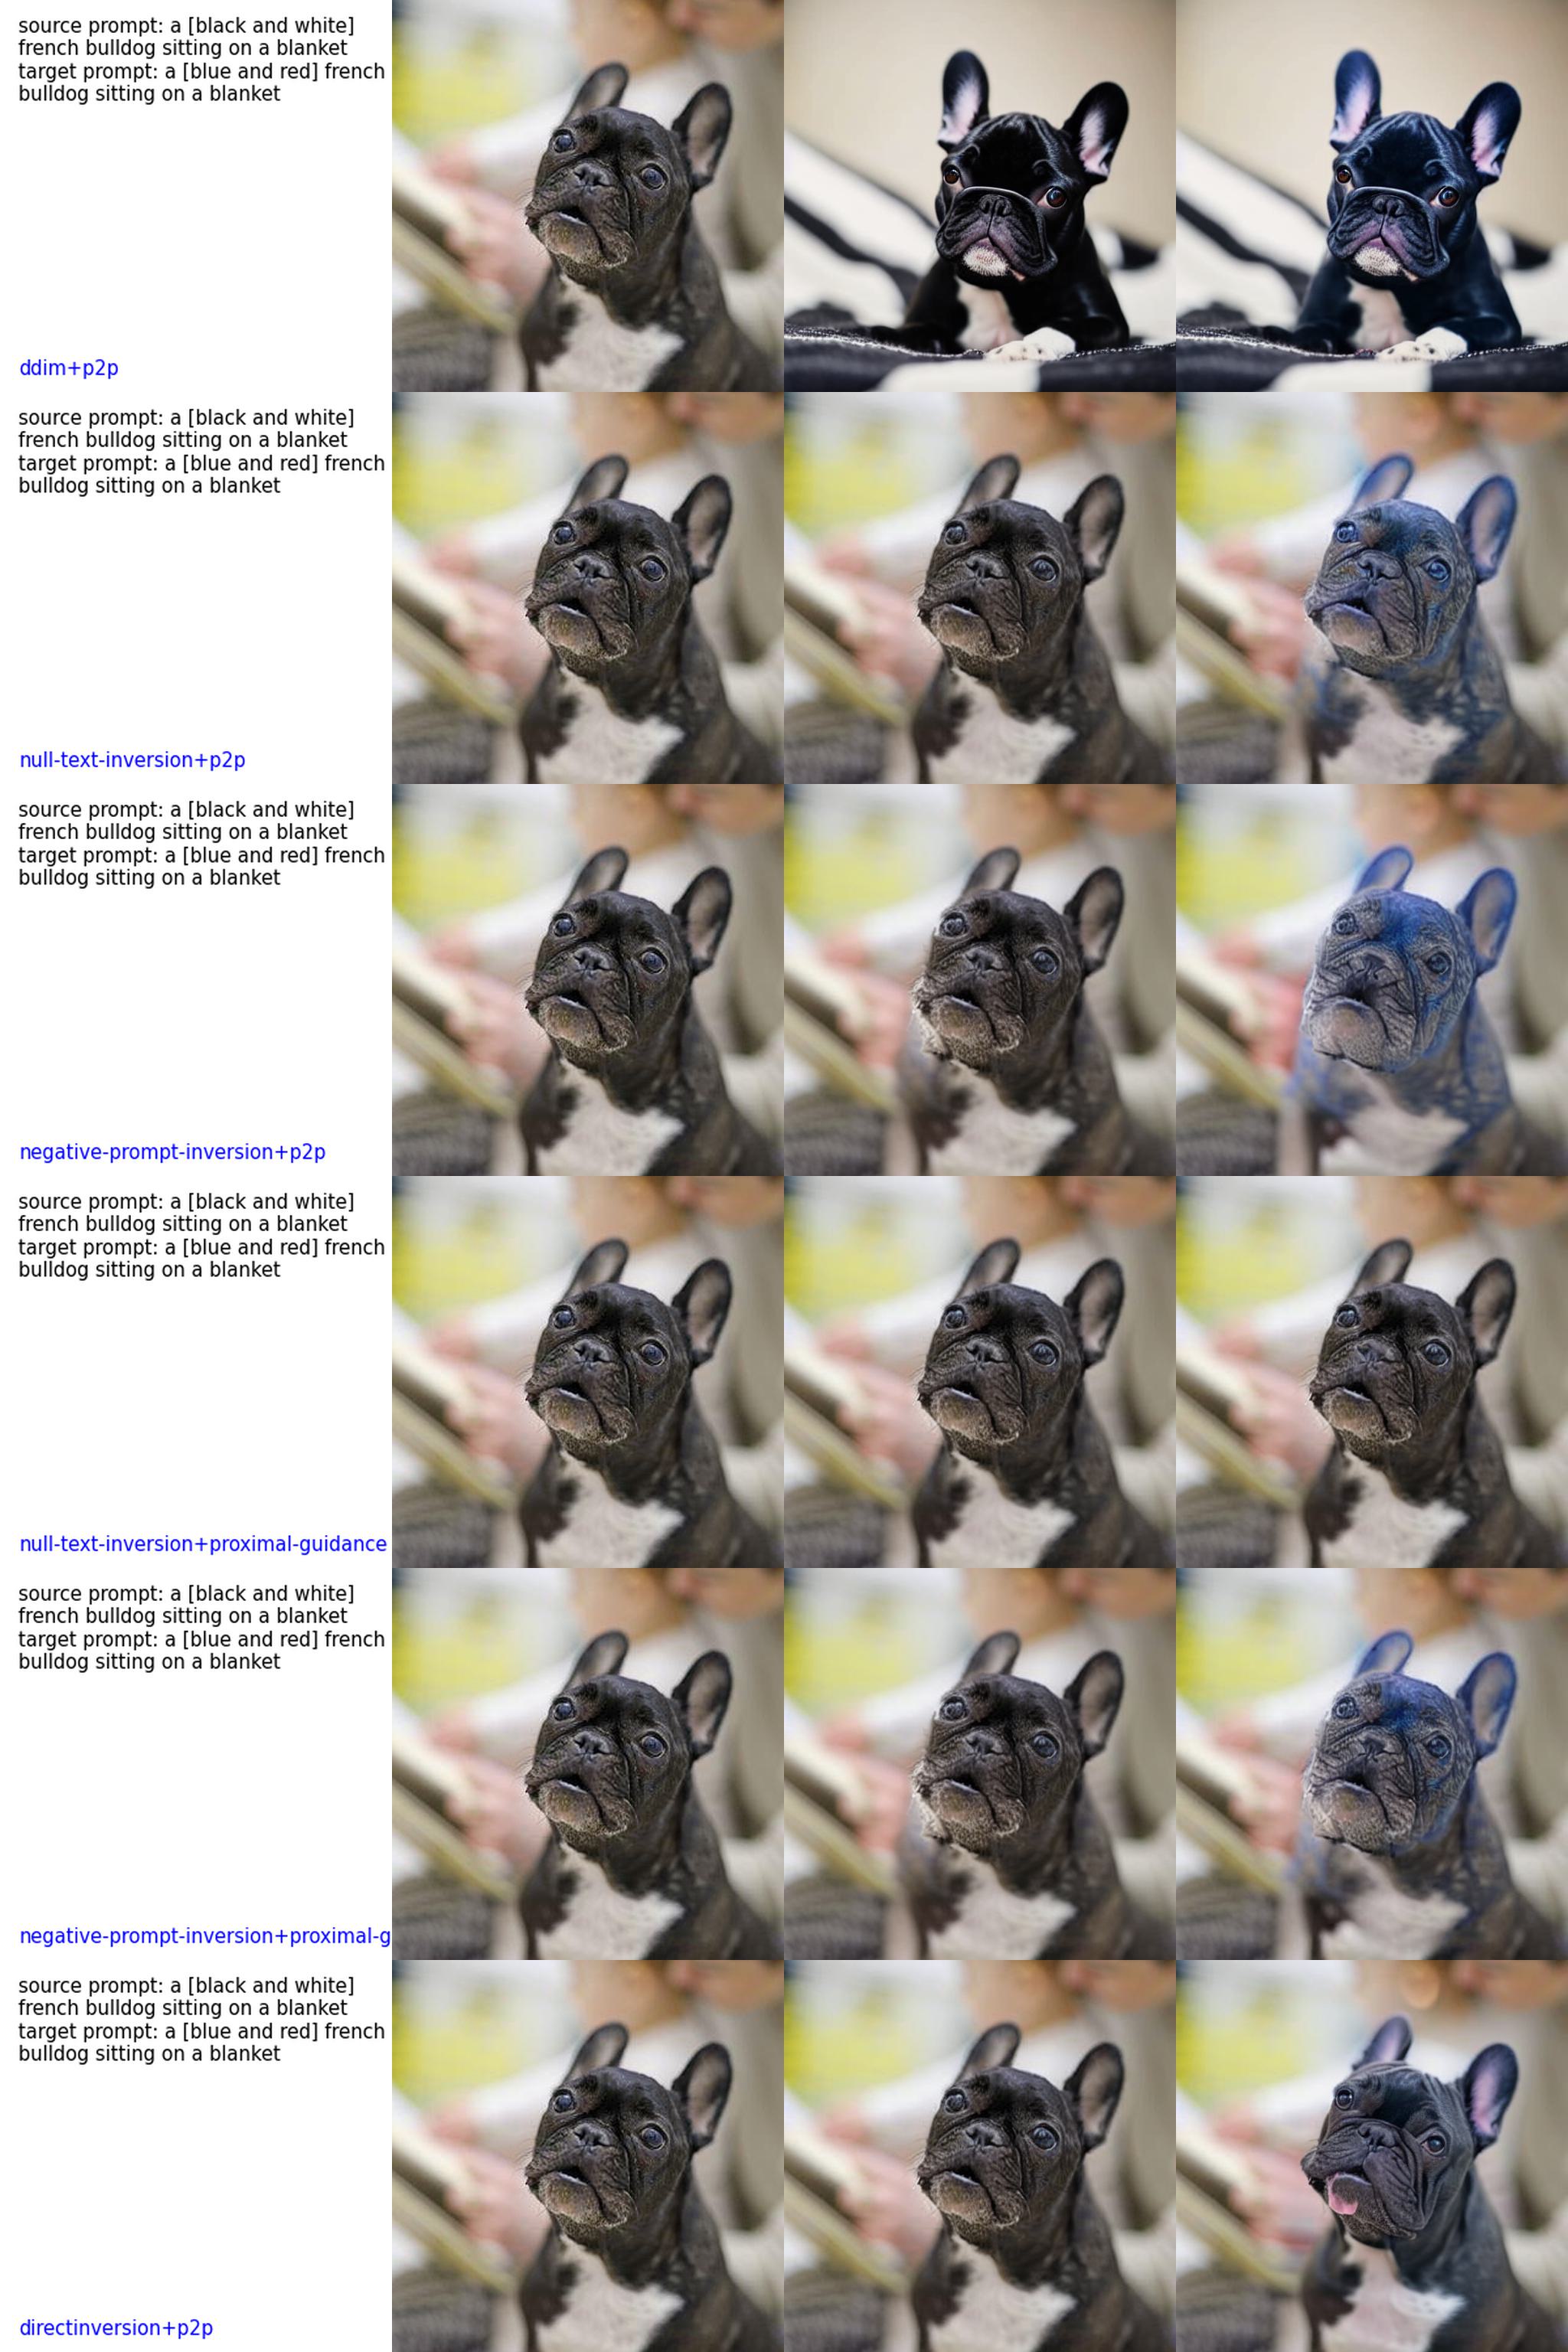 source prompt: a [black and white]
french bulldog sitting on a blanket
target prompt: a [blue and red] french
bulldog sitting on a blanket
ddim+p2p
source prompt: a [black and white]
french bulldog sitting on a blanket
target prompt: a [blue and red] french
bulldog sitting on a blanket
null-text-inversion+p2p
source prompt: a [black and white]
french bulldog sitting on a blanket
target prompt: a [blue and red] french
bulldog sitting on a blanket
negative-prompt-inversion+p2p
source prompt: a [black and white]
french bulldog sitting on a blanket
target prompt: a [blue and red] french
bulldog sitting on a blanket
null-text-inversion+proximal-guidance
source prompt: a [black and white]
french bulldog sitting on a blanket
target prompt: a [blue and red] french
bulldog sitting on a blanket
negative-prompt-inversion+proximal-g
source prompt: a [black and white]
french bulldog sitting on a blanket
target prompt: a [blue and red] french
bulldog sitting on a blanket
directinversion+p2p